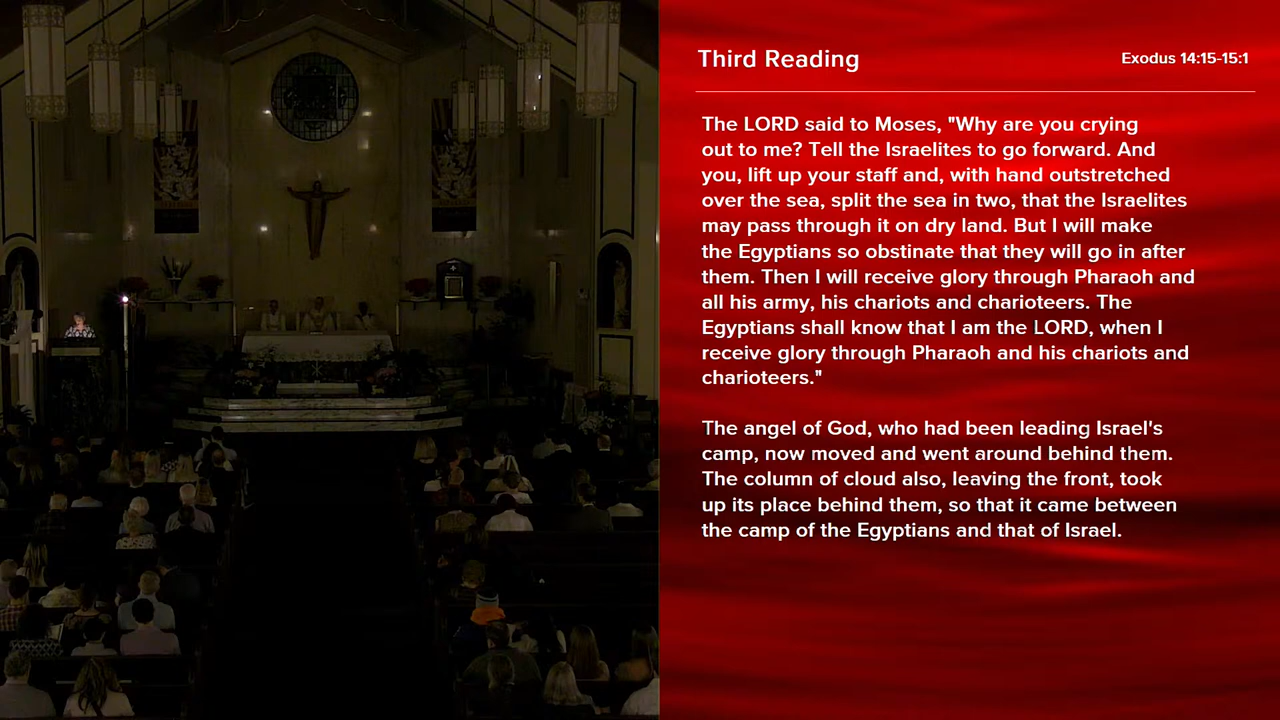 Third Reading
Exodus 14:15-15:1
The LORD said to Moses, "Why are you crying
out to me? Tell the Israelites to go forward. And
you, lift up your staff and, with hand outstretched
over the sea, split the sea in two, that the Israelites
may pass through it on dry land. But I will make
the Egyptians so obstinate that they will go in after
them. Then I will receive glory through Pharaoh and
all his army, his chariots and charioteers. The
Egyptians shall know that I am the LORD, when I
receive glory through Pharaoh and his chariots and
charioteers."
The angel of God, who had been leading Israel's
camp, now moved and went around behind them.
The column of cloud also, leaving the front, took
up its place behind them, so that it came between
the camp of the Egyptians and that of Israel.